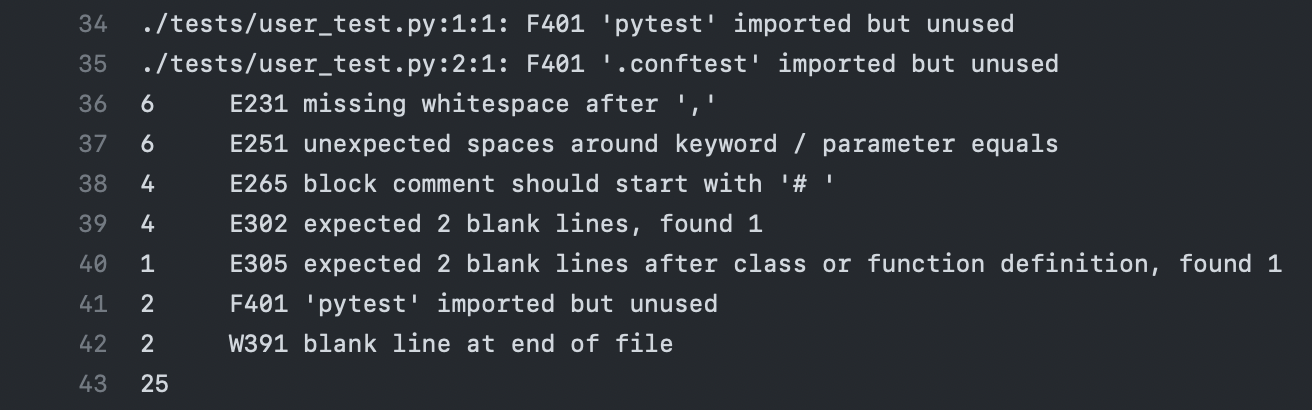 34 ./tests/user_test.py:1:1: F401 'pytest' imported but unused
35 ./tests/user_test.py:2:1: F401 '.conftest' imported but unused
36 6     E231 missing whitespace after ','
37 6     E251 unexpected spaces around keyword / parameter equals
38 4     E265 block comment should start with '# '
39 4     E302 expected 2 blank lines, found 1
40 1     E305 expected 2 blank lines after class or function definition, found 1
41 2     F401 'pytest' imported but unused
42 2     W391 blank line at end of file
43 25